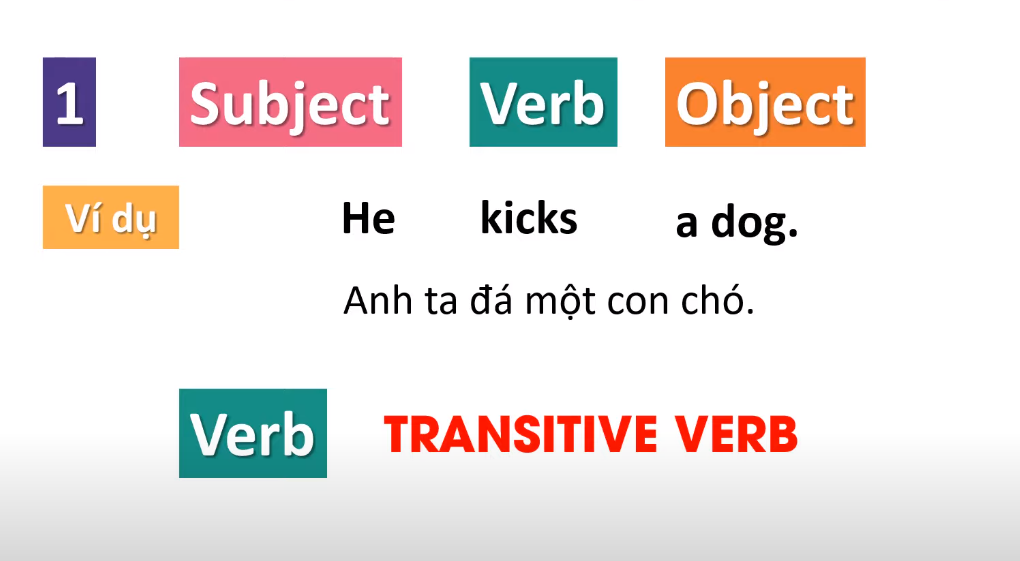 1 Subject Verb Object
Ví dụ He kicks a dog.
Anh ta đá một con chó.
Verb TRANSITIVE VERB